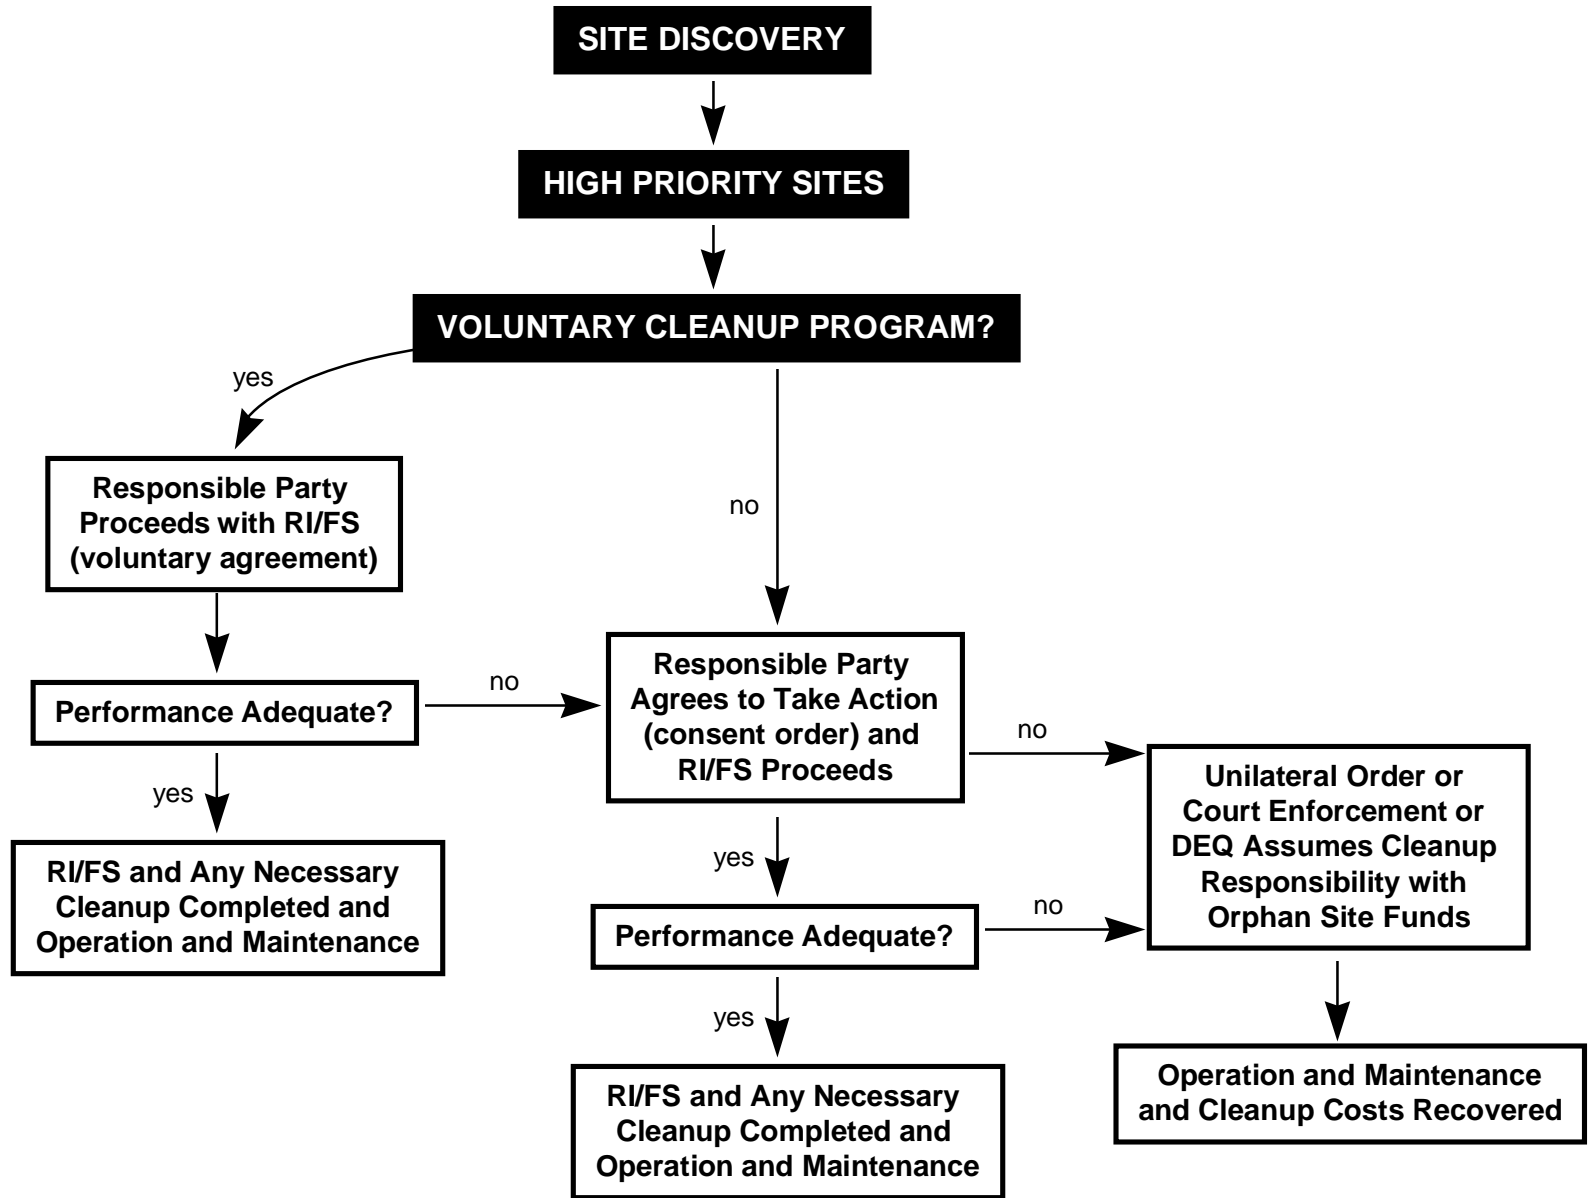 SITE DISCOVERY
HIGH PRIORITY SITES
VOLUNTARY CLEANUP PROGRAM?
yes
Responsible Party
Proceeds with RI/FS
(voluntary agreement)
no
Performance Adequate?
no
yes
RI/FS and Any Necessary
Cleanup Completed and
Operation and Maintenance
Responsible Party
Agrees to Take Action
(consent order) and
RI/FS Proceeds
no
yes
Performance Adequate?
no
yes
RI/FS and Any Necessary
Cleanup Completed and
Operation and Maintenance
Unilateral Order or
Court Enforcement or
DEQ Assumes Cleanup
Responsibility with
Orphan Site Funds
Operation and Maintenance
and Cleanup Costs Recovered